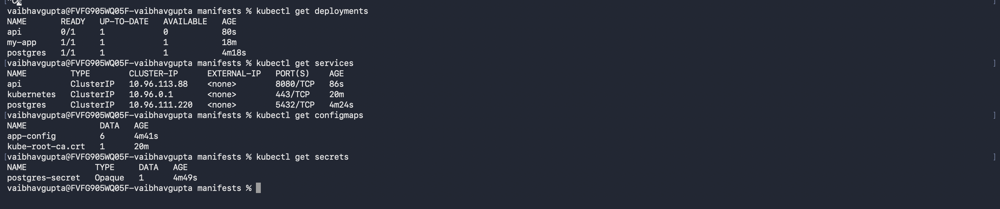 vaibhavgupta@FVFG905WQ05F-vaibhavgupta manifests % kubectl get deployments
NAME       READY   UP-TO-DATE   AVAILABLE   AGE
api        0/1     1            0           80s
my-app     1/1     1            1           18m
postgres   1/1     1            1           4m18s
[vaibhavgupta@FVFG905WQ05F-vaibhavgupta manifests % kubectl get services ]
NAME         TYPE        CLUSTER-IP      EXTERNAL-IP   PORT(S)    AGE
api          ClusterIP   10.96.113.88    <none>        8080/TCP   86s
kubernetes   ClusterIP   10.96.0.1       <none>        443/TCP    20m
postgres     ClusterIP   10.96.111.220   <none>        5432/TCP   4m24s
[vaibhavgupta@FVFG905WQ05F-vaibhavgupta manifests % kubectl get configmaps ]
NAME               DATA   AGE
app-config         6      4m41s
kube-root-ca.crt   1      20m
[vaibhavgupta@FVFG905WQ05F-vaibhavgupta manifests % kubectl get secrets ]
NAME              TYPE     DATA   AGE
postgres-secret   Opaque   1      4m49s
vaibhavgupta@FVFG905WQ05F-vaibhavgupta manifests %